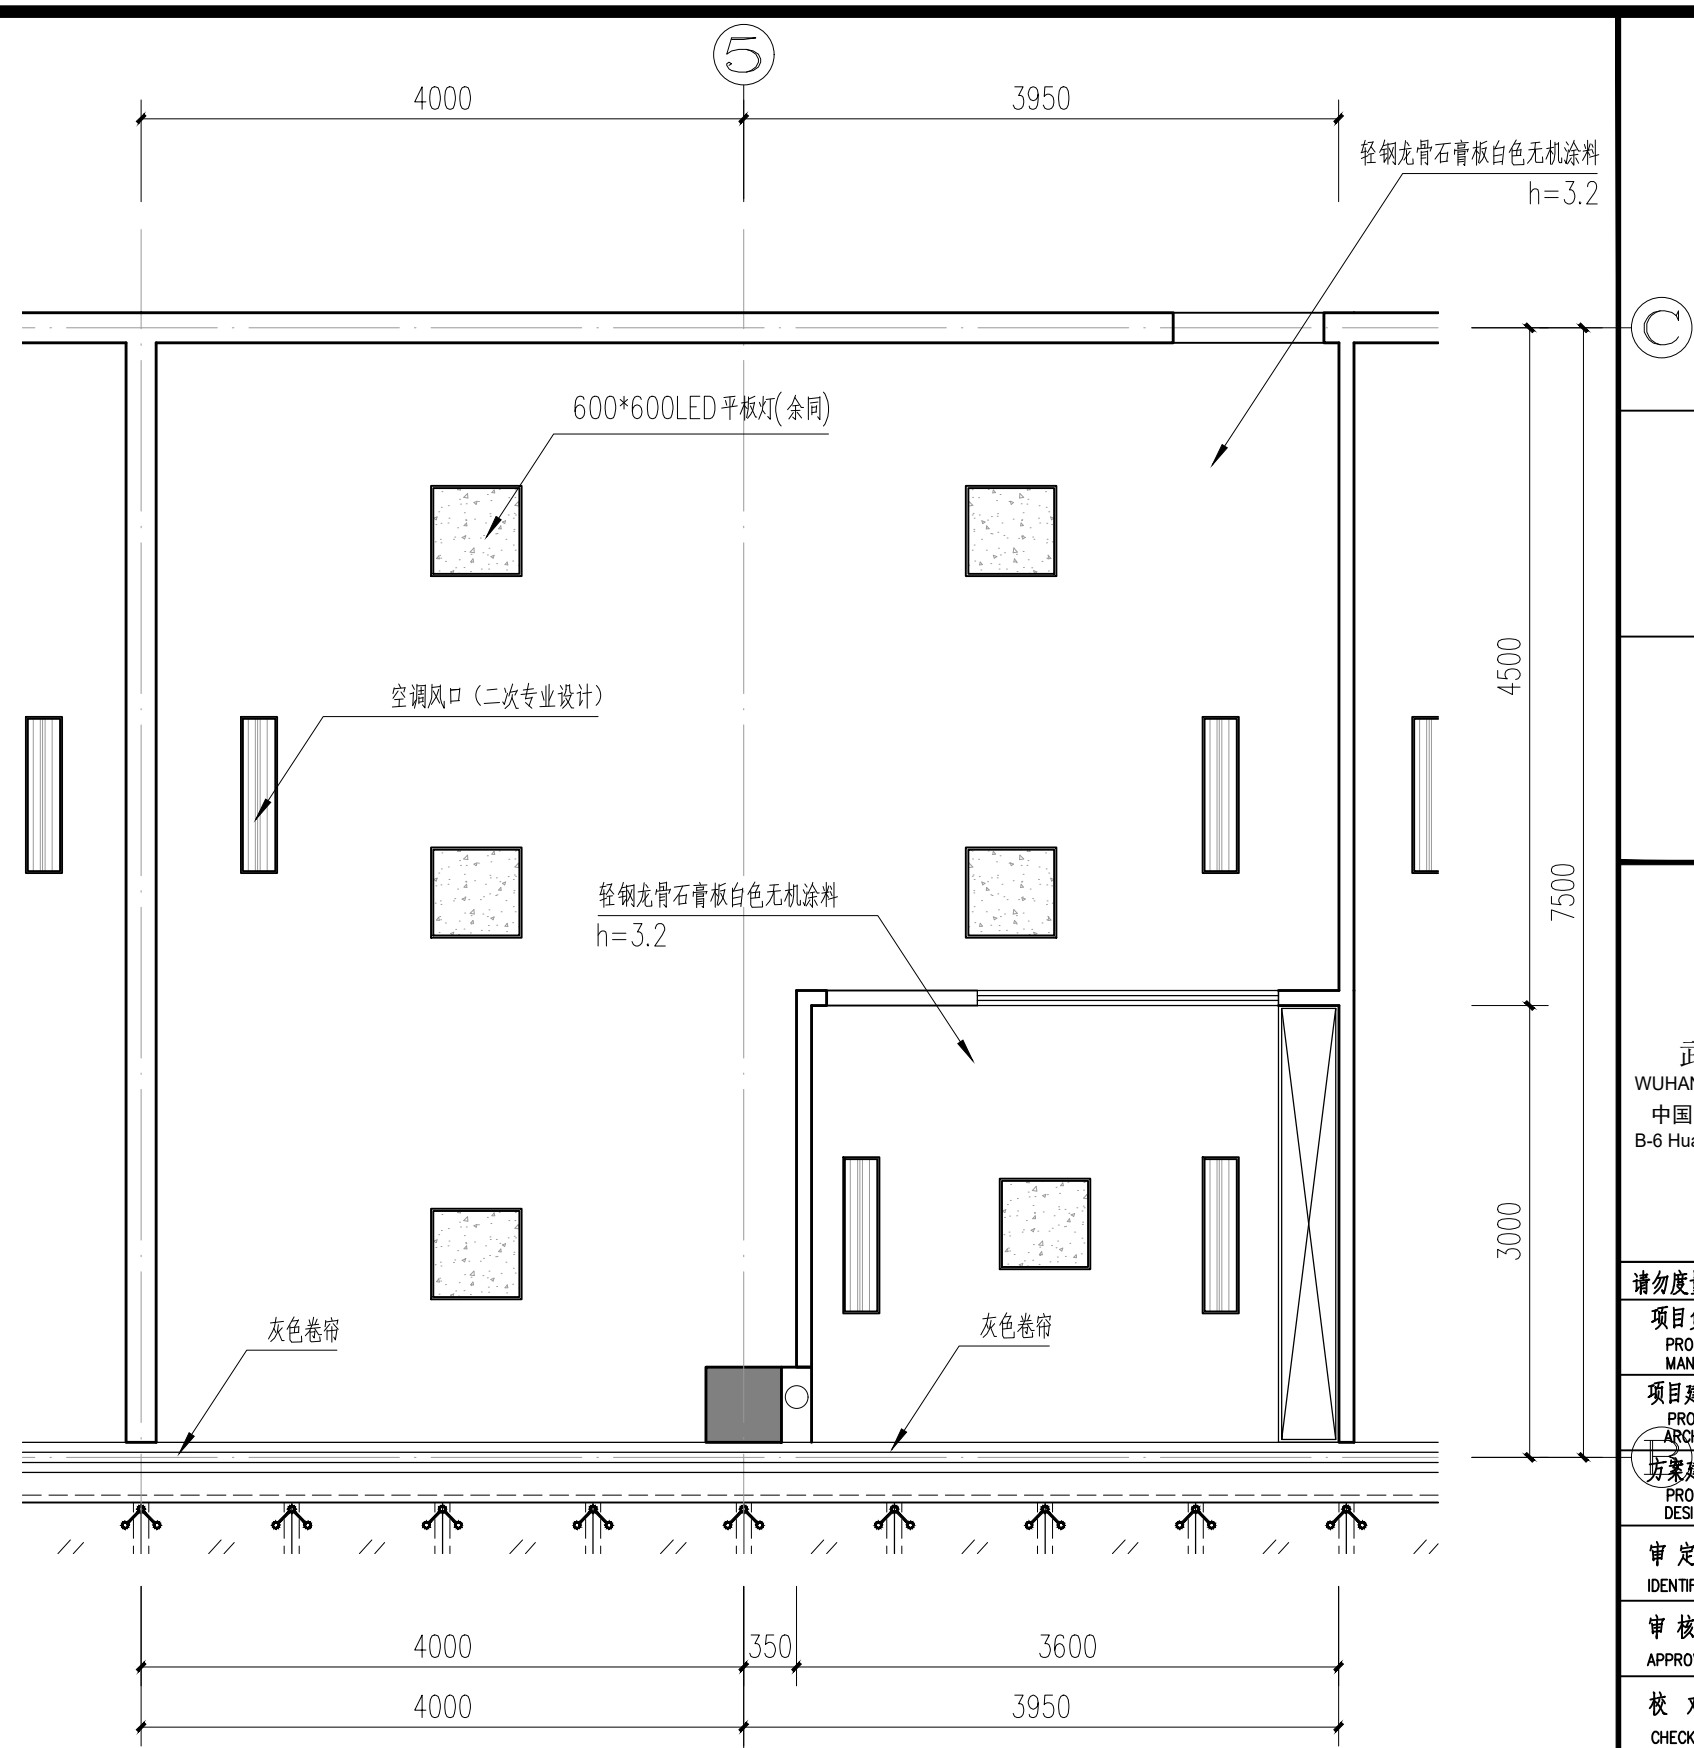 5
4000
3950
轻钢龙骨石膏板白色无机涂料
h=3.2
C
600*600LED平板灯(余同)
4500
空调风口（二次专业设计）
7500
轻钢龙骨石膏板白色无机涂料
h=3.2
WUHAN
中国
B-6 Hua
3000
请勿度
灰色卷帘
灰色卷帘
项目
PRO
MAN
项目建
PRO
ARCH
B
方案建
PRO
DESI
审 定
IDENTIF
审 核
APPRO
校
CHECK
4000
350
3600
4000
3950